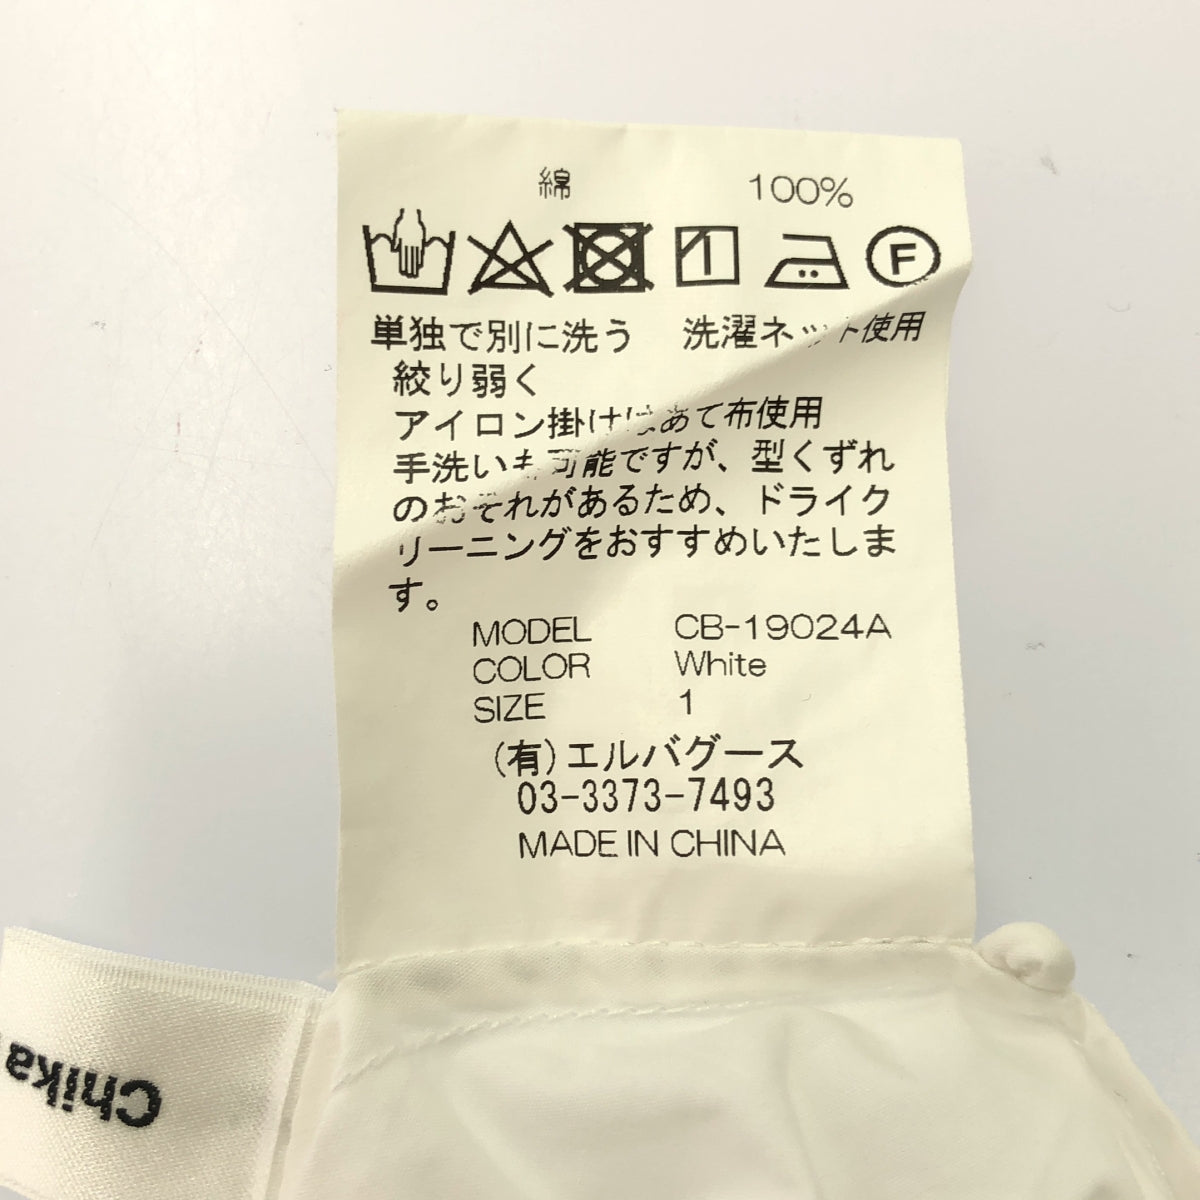 綿 100%
F
単独で別に洗う 洗濯ネット使用
絞り弱く
アイロン掛けはあて布使用
手洗いも可能ですが、型くずれ
のおそれがあるため、ドライク
リーニングをおすすめいたしま
す。
MODEL CB-19024A
COLOR White
SIZE 1
(有)エルバグース
03-3373-7493
MADE IN CHINA
Chika